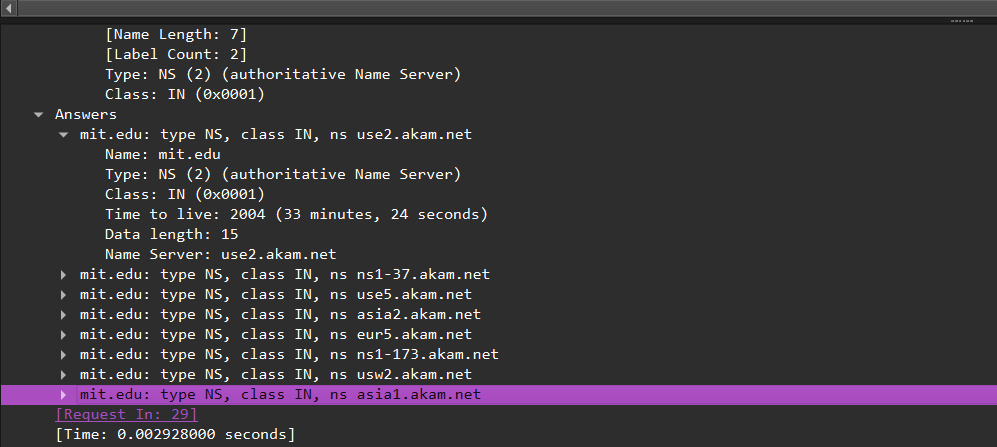 [Name Length: 7]
[Label Count: 2]
Type: NS (2) (authoritative Name Server)
Class: IN (0x0001)
Answers
mit.edu: type NS, class IN, ns use2.akam.net
Name: mit.edu
Type: NS (2) (authoritative Name Server)
Class: IN (0x0001)
Time to live: 2004 (33 minutes, 24 seconds)
Data length: 15
Name Server: use2.akam.net
mit.edu: type NS, class IN, ns ns1-37.akam.net
mit.edu: type NS, class IN, ns use5.akam.net
mit.edu: type NS, class IN, ns asia2.akam.net
mit.edu: type NS, class IN, ns eur5.akam.net
mit.edu: type NS, class IN, ns ns1-173.akam.net
mit.edu: type NS, class IN, ns usw2.akam.net
mit.edu: type NS, class IN, ns asia1.akam.net
[Request In: 29]
[Time: 0.002928000 seconds]